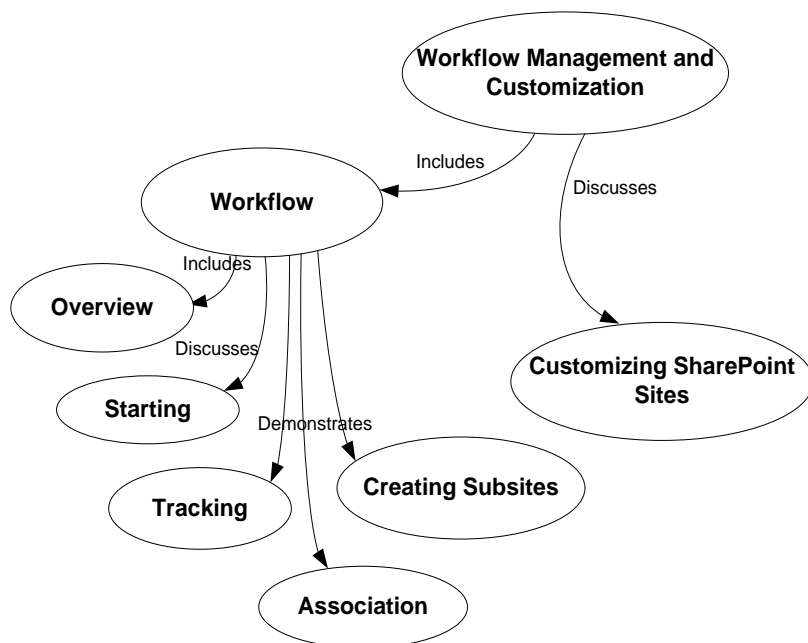 Workflow Management and
Customization
Includes
Discusses
Workflow
Includes
Overview
Discusses
Starting
Customizing SharePoint
Sites
Demonstrates
Creating Subsites
Tracking
Association